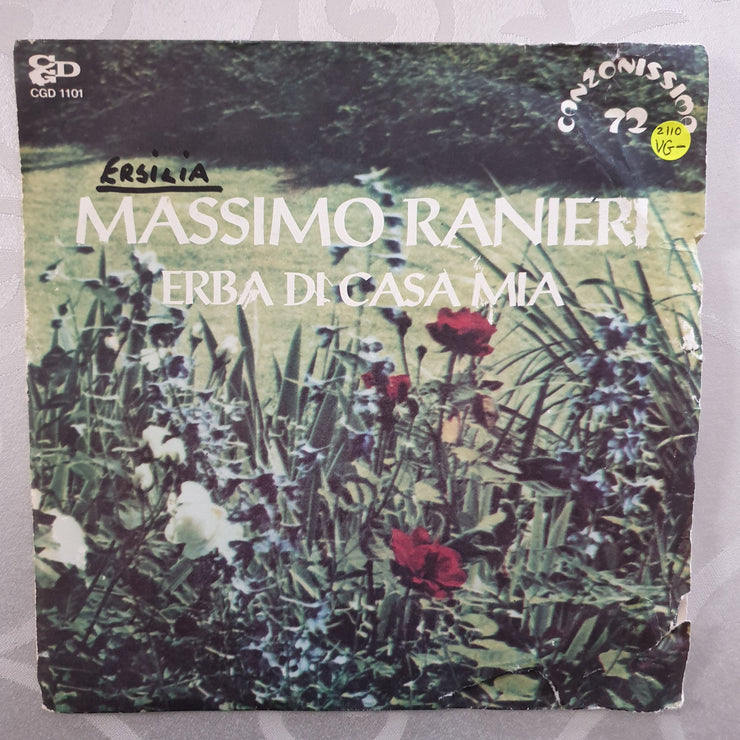 CGD
CGD 1101
CANZONISSIMA
72
2110
VG-
ERSILIA
MASSIMO RANIERI
ERBA DI CASA MIA